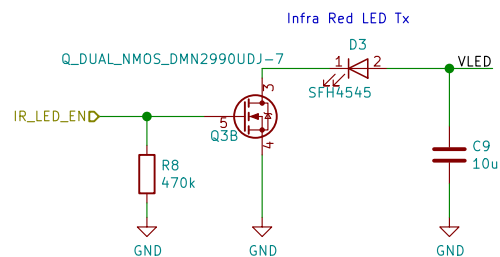 Infra Red LED Tx
Q_DUAL_NMOS_DMN2990UDJ-7
D3
1
2
VLED
SFH4545
3
IR_LED_EN
5
Q3B
4
R8
470k
C9
10u
GND
GND
GND